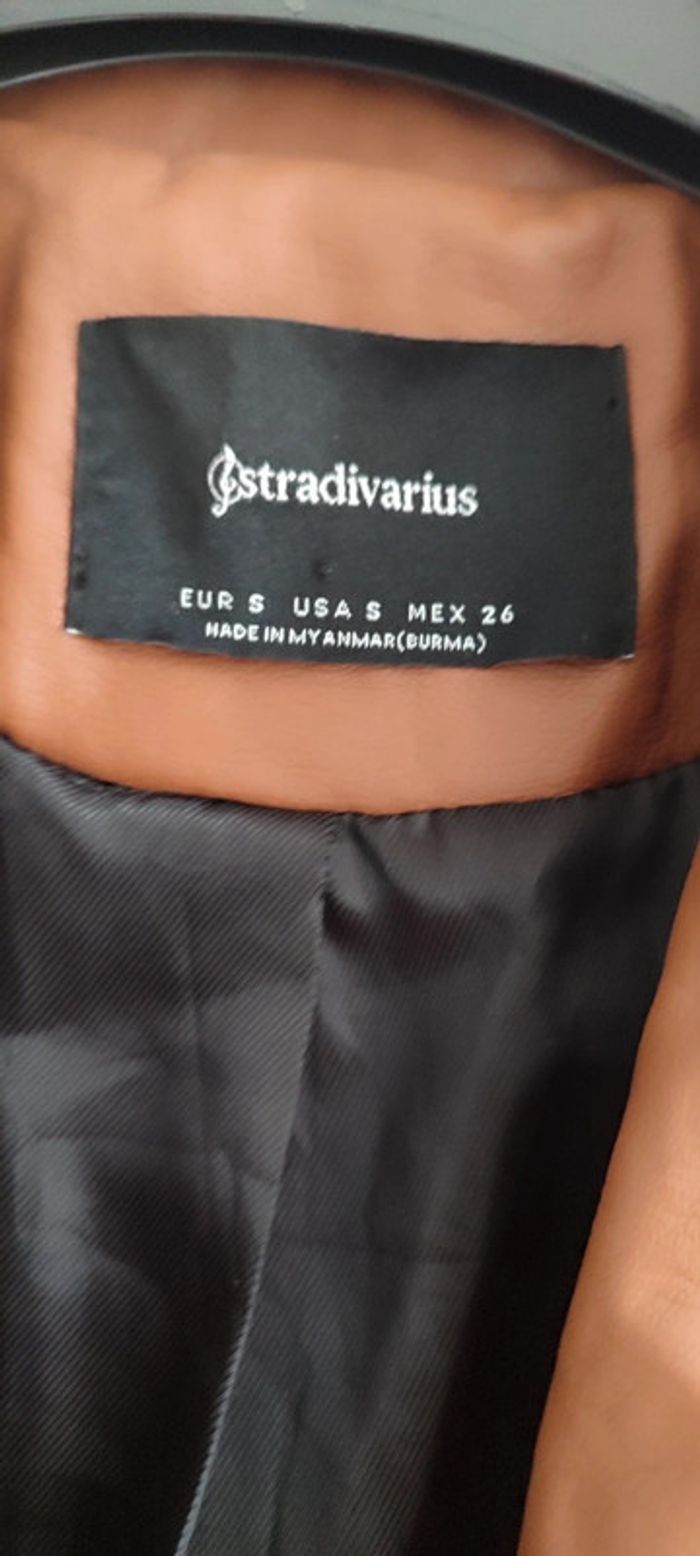 stradivarius
EUR S USA S MEX 26
MADE IN MYANMAR(BURMA)